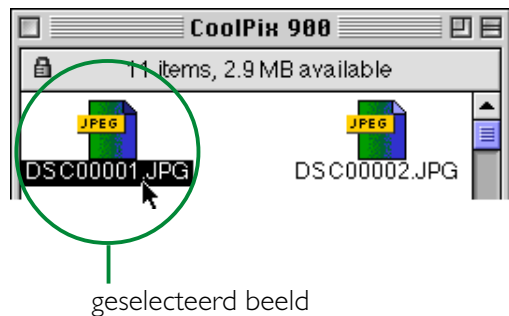 CoolPix 900
11 items, 2.9 MB available
JPEG JPEG
DSC00001.JPG DSC00002.JPG
geselecteerd beeld